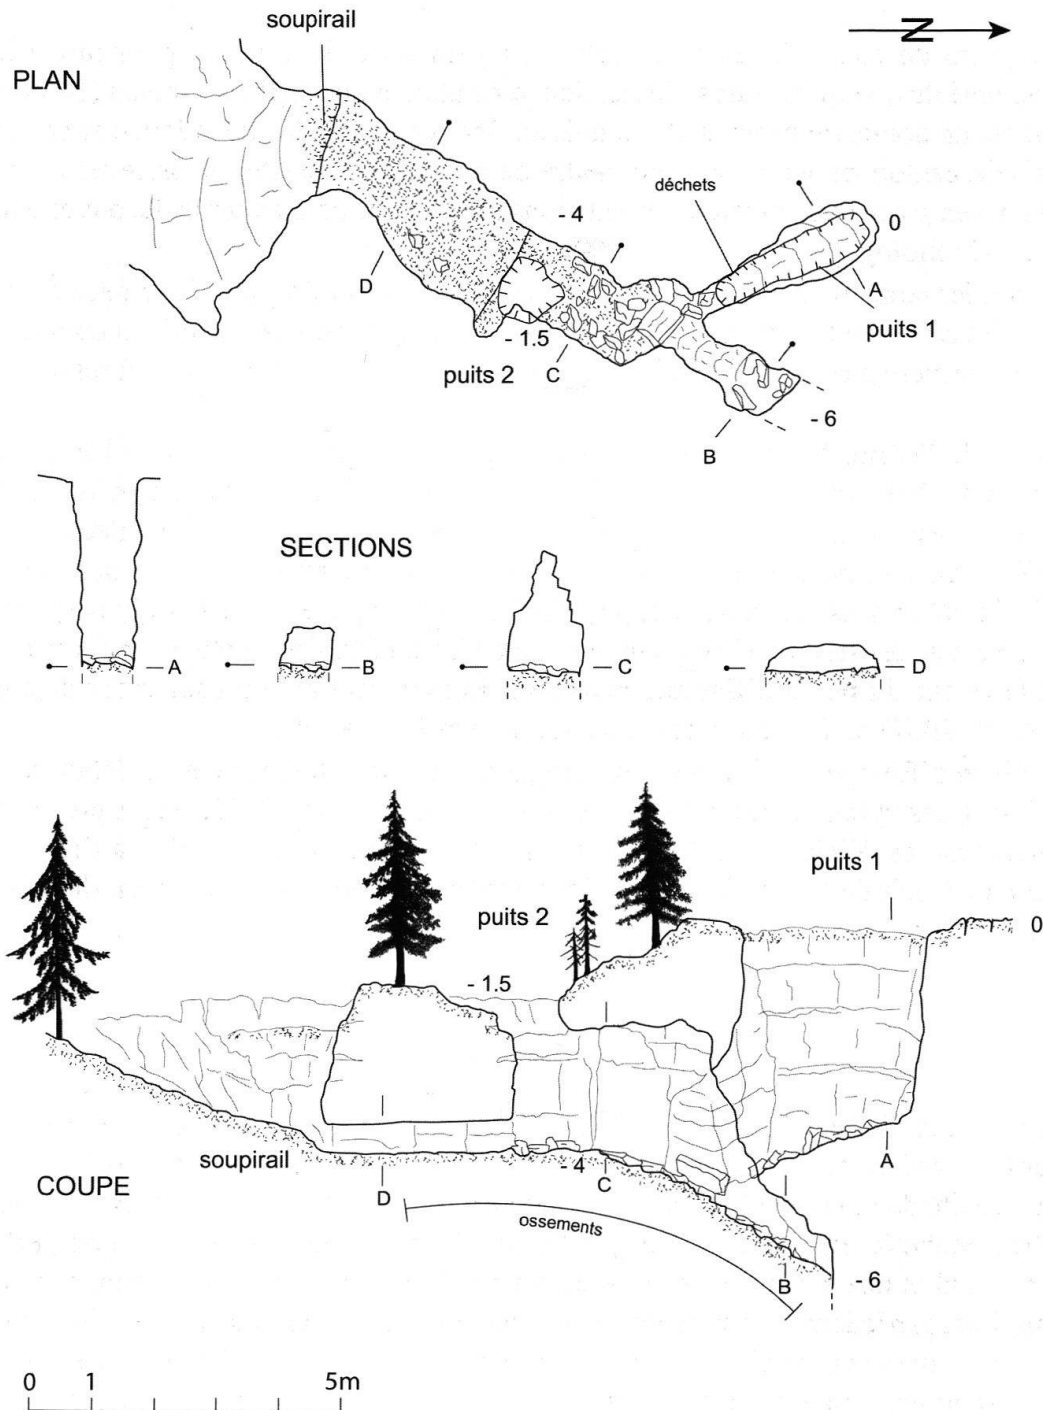 soupirail
N
PLAN
déchets
- 4
0
D
A
puits 1
- 1.5
puits 2
C
- 6
B
SECTIONS
A
B
C
D
puits 1
puits 2
0
- 1.5
soupirail
- 4
A
COUPE
D
C
ossements
B
- 6
0 1 5m